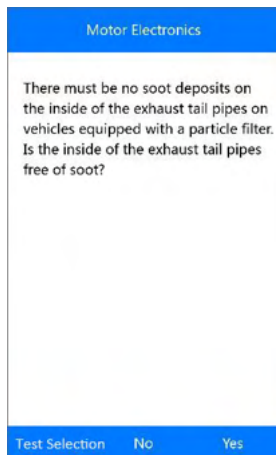 Motor Electronics
There must be no soot deposits on
the inside of the exhaust tail pipes on
vehicles equipped with a particle filter.
Is the inside of the exhaust tail pipes
free of soot?
Test Selection No Yes